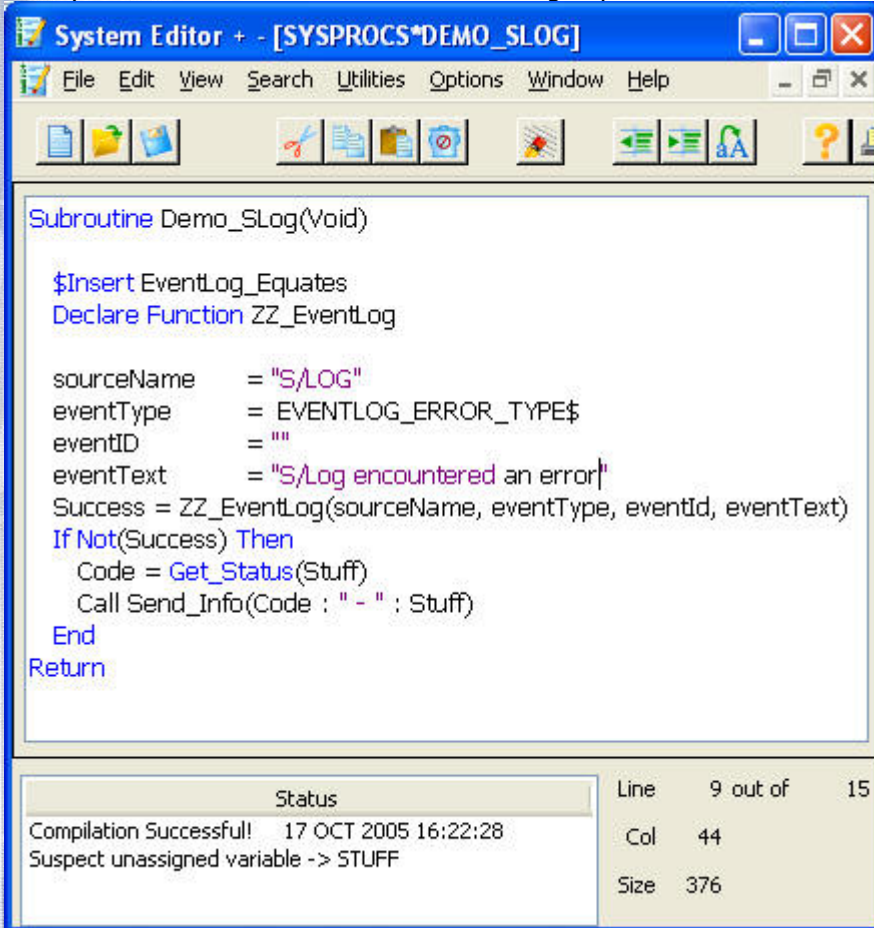 System Editor + - [SYSPROCS*DEMO_SLOG]
File Edit View Search Utilities Options Window Help
Subroutine Demo_SLog(Void)
$Insert EventLog_Equates
Declare Function ZZ_EventLog
sourceName = "S/LOG"
eventType = EVENTLOG_ERROR_TYPE$
eventID = ""
eventText = "S/Log encountered an error"
Success = ZZ_EventLog(sourceName, eventType, eventId, eventText)
If Not(Success) Then
Code = Get_Status(Stuff)
Call Send_Info(Code : " - " : Stuff)
End
Return
Status
Compilation Successful! 17 OCT 2005 16:22:28
Suspect unassigned variable -> STUFF
Line 9 out of 15
Col 44
Size 376